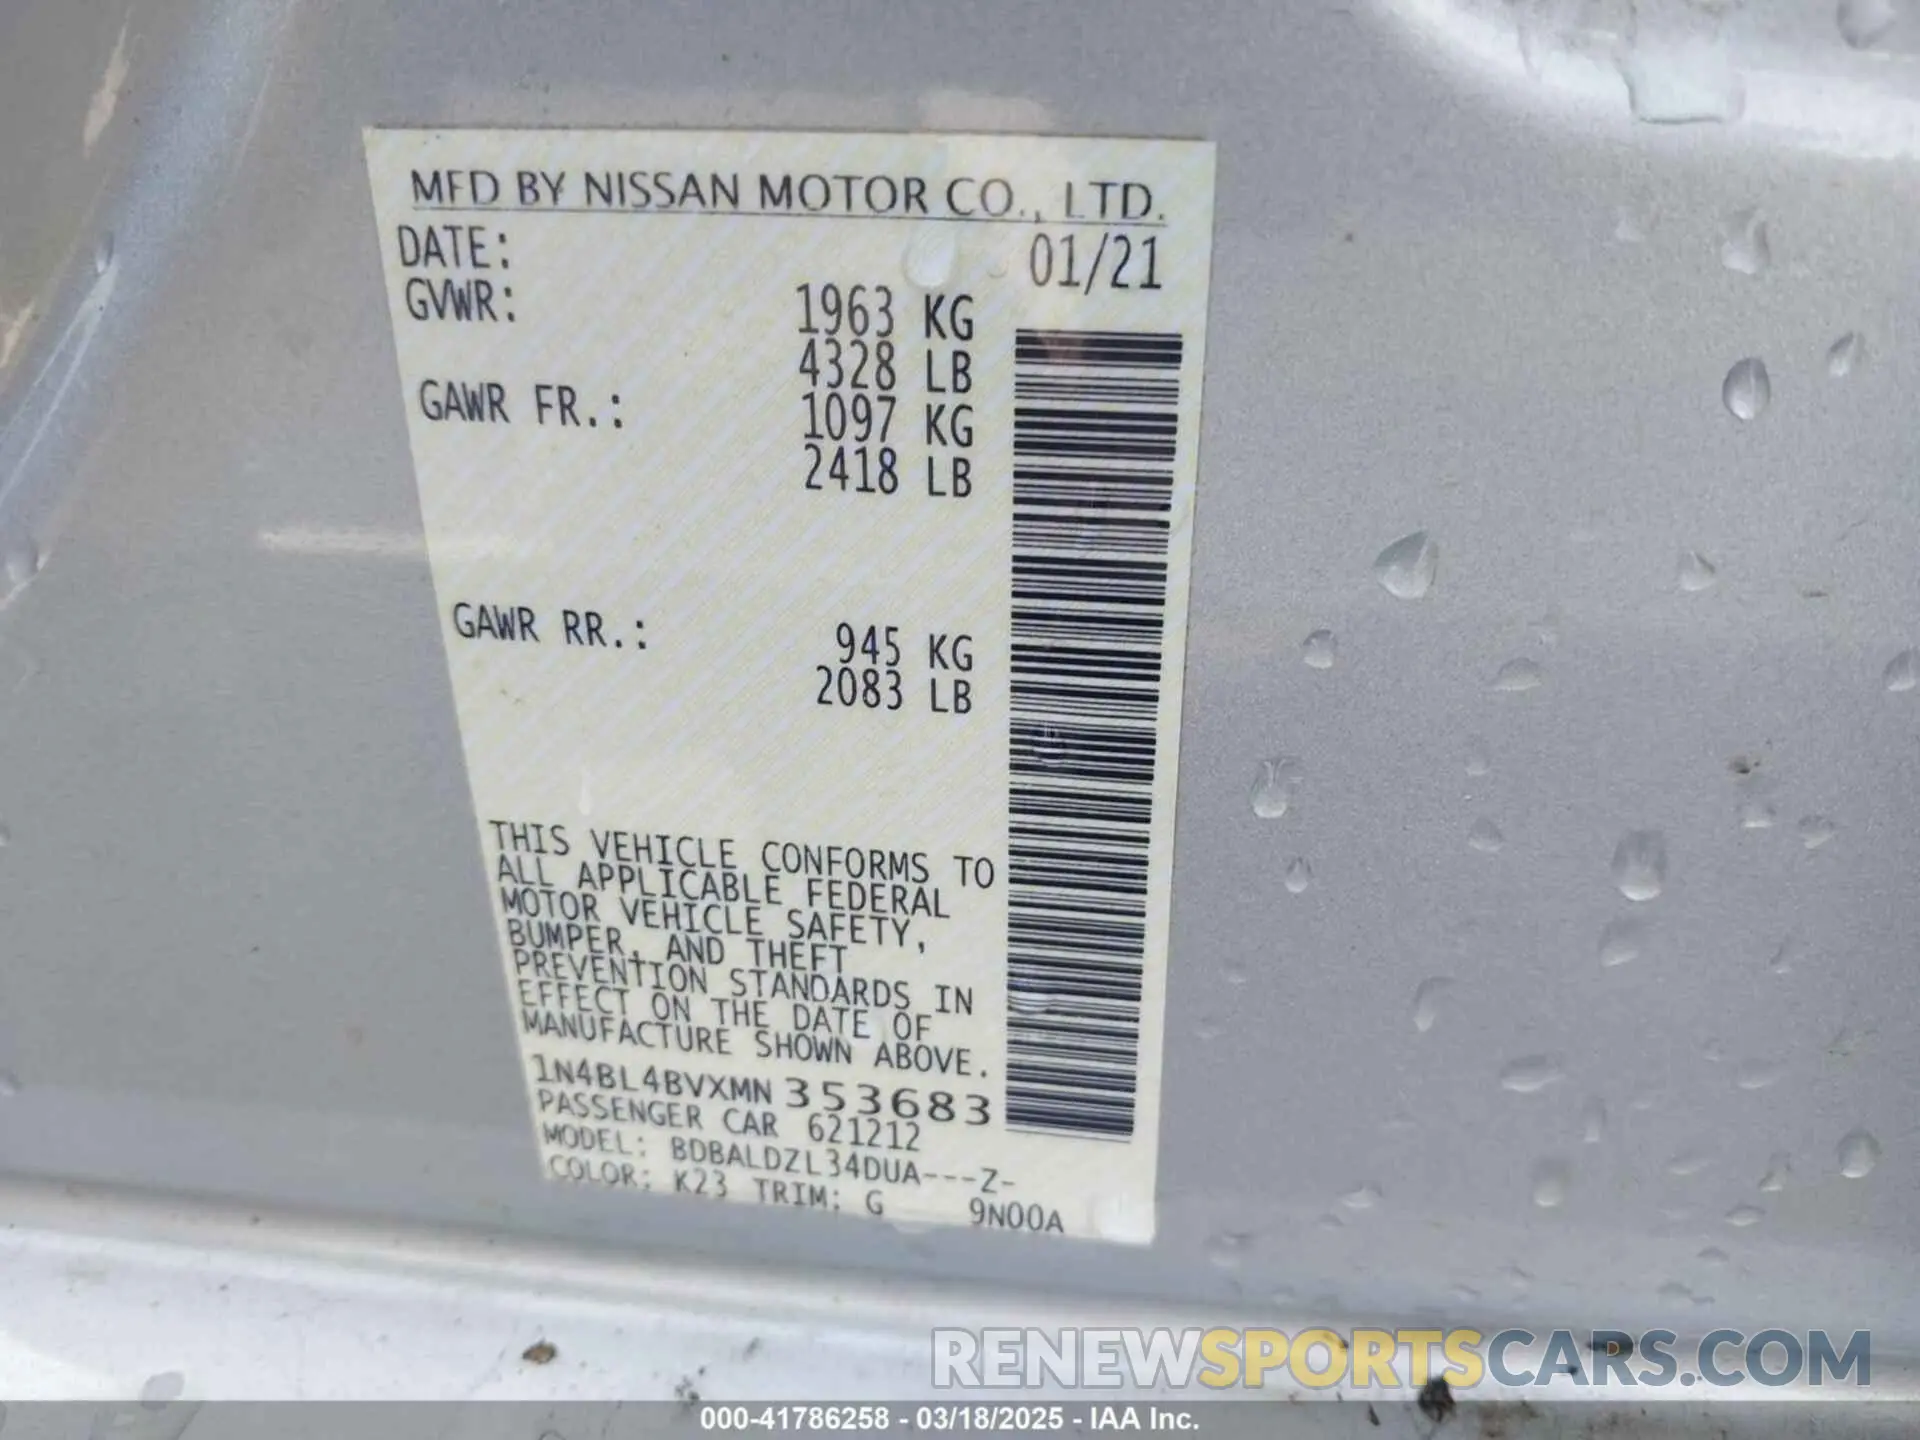 MFD BY NISSAN MOTOR CO., LTD.
DATE: 01/21
GVWR: 1963 KG
4328 LB
GAWR FR.: 1097 KG
2418 LB
GAWR RR.: 945 KG
2083 LB
THIS VEHICLE CONFORMS TO
ALL APPLICABLE FEDERAL
MOTOR VEHICLE SAFETY,
BUMPER, AND THEFT
PREVENTION STANDARDS IN
EFFECT ON THE DATE OF
MANUFACTURE SHOWN ABOVE.
1N4BL4BVXMN 353683
PASSENGER CAR 621212
MODEL: BDBALDZL34DUA---Z-
COLOR: K23 TRIM: G 9N00A
RENEWSPORTSCARS.COM
000-41786258 - 03/18/2025 - IAA Inc.